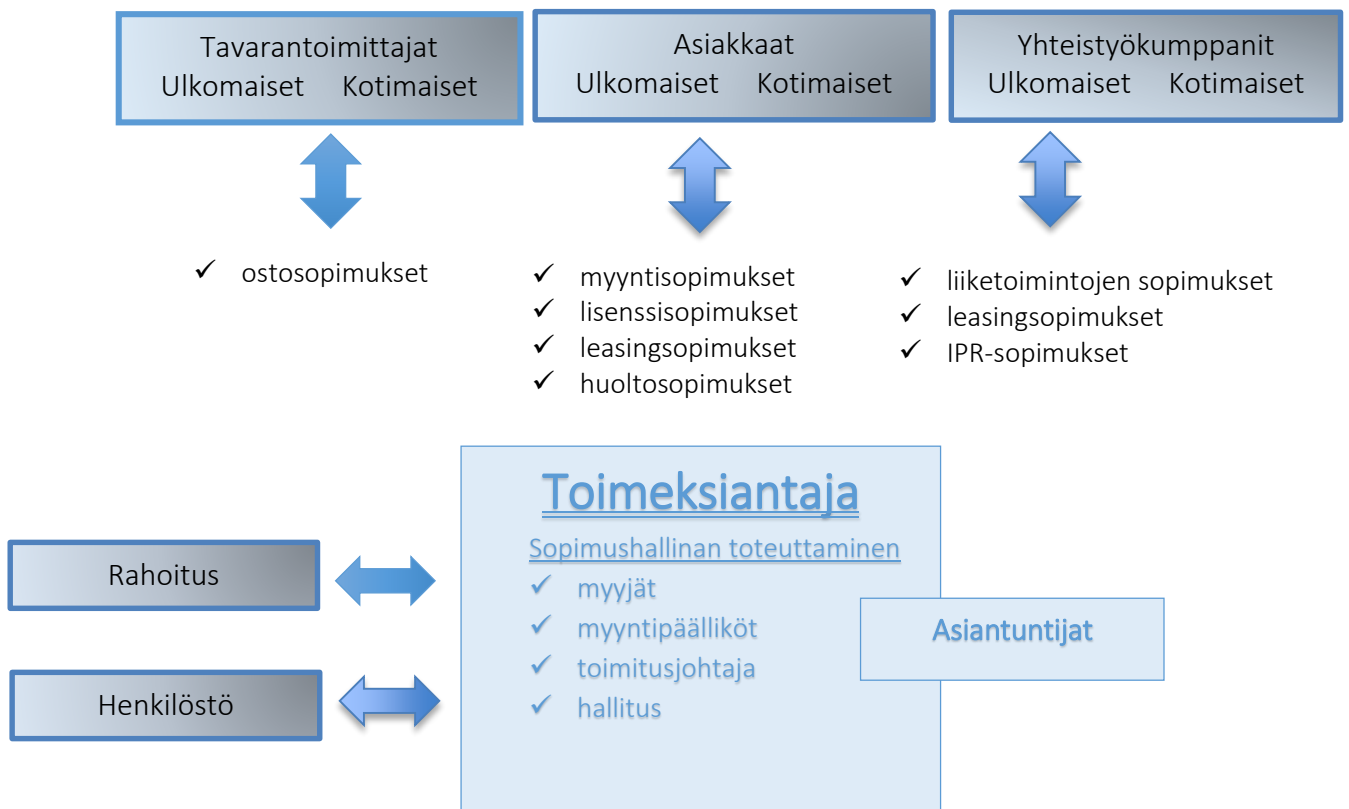 Tavarantoimittajat
Ulkomaiset Kotimaiset
Asiakkaat
Ulkomaiset Kotimaiset
Yhteistyökumppanit
Ulkomaiset Kotimaiset
✓ ostosopimukset
✓ myyntisopimukset
✓ lisenssisopimukset
✓ leasingsopimukset
✓ huoltosopimukset
✓ liiketoimintojen sopimukset
✓ leasingsopimukset
✓ IPR-sopimukset
Toimeksiantaja
Sopimushallinan toteuttaminen
✓ myyjät
✓ myyntipäälliköt
✓ toimitusjohtaja
✓ hallitus
Rahoitus
Henkilöstö
Asiantuntijat